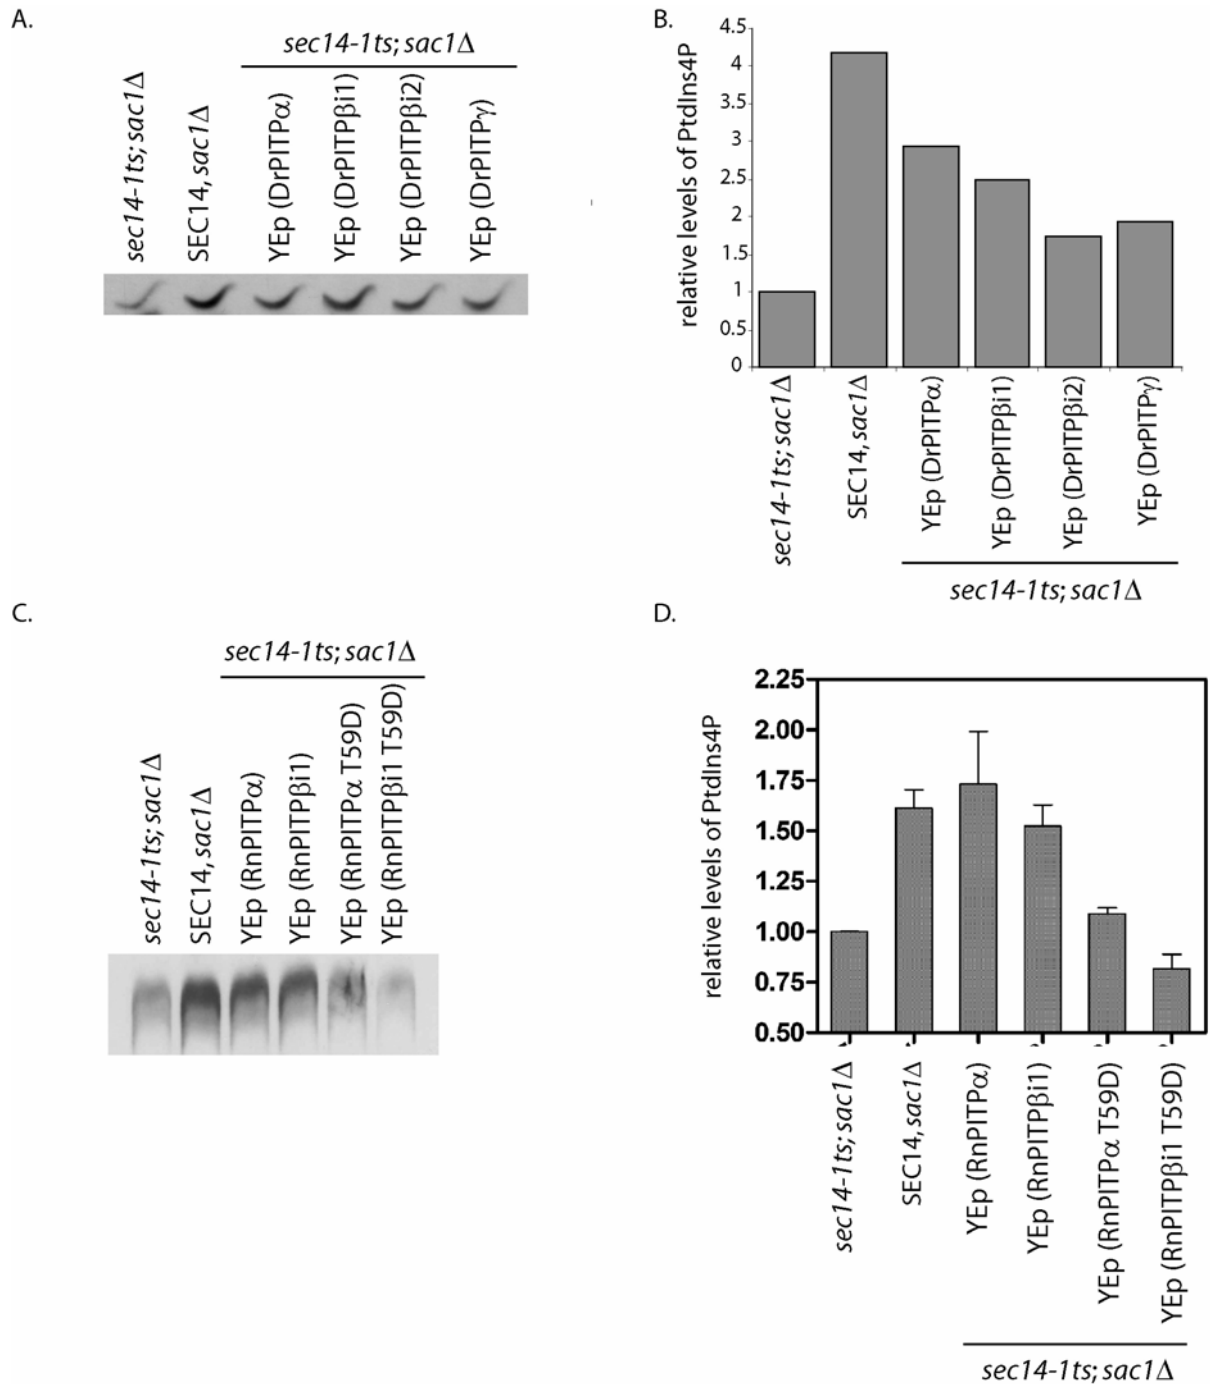 A.
sec14-1ts; sac1Δ
sec14-1ts; sac1Δ
SEC14, sac1Δ
YEp (DrPITPα)
YEp (DrPITPβi1)
YEp (DrPITPβi2)
YEp (DrPITPγ)
B.
relative levels of PtdIns4P
4.5
4
3.5
3
2.5
2
1.5
1
0.5
0
sec14-1ts; sac1Δ
SEC14, sac1Δ
YEp (DrPITPα)
YEp (DrPITPβi1)
YEp (DrPITPβi2)
YEp (DrPITPγ)
sec14-1ts; sac1Δ
C.
sec14-1ts; sac1Δ
sec14-1ts; sac1Δ
SEC14, sac1Δ
YEp (RnPITPα)
YEp (RnPITPβi1)
YEp (RnPITPα T59D)
YEp (RnPITPβi1 T59D)
D.
relative levels of PtdIns4P
2.25
2.00
1.75
1.50
1.25
1.00
0.75
0.50
sec14-1ts; sac1Δ
SEC14, sac1Δ
YEp (RnPITPα)
YEp (RnPITPβi1)
YEp (RnPITPα T59D)
YEp (RnPITPβi1 T59D)
sec14-1ts; sac1Δ